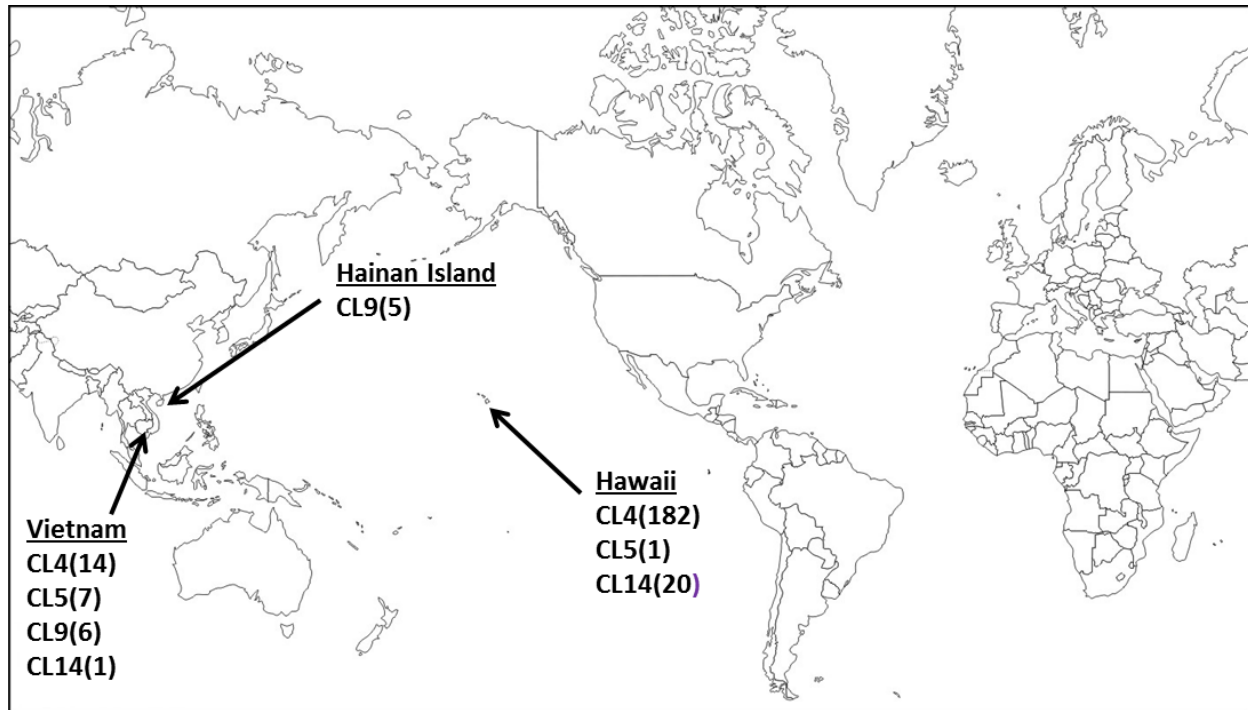 Hainan Island
CL9(5)
Hawaii
CL4(182)
CL5(1)
CL14(20)
Vietnam
CL4(14)
CL5(7)
CL9(6)
CL14(1)